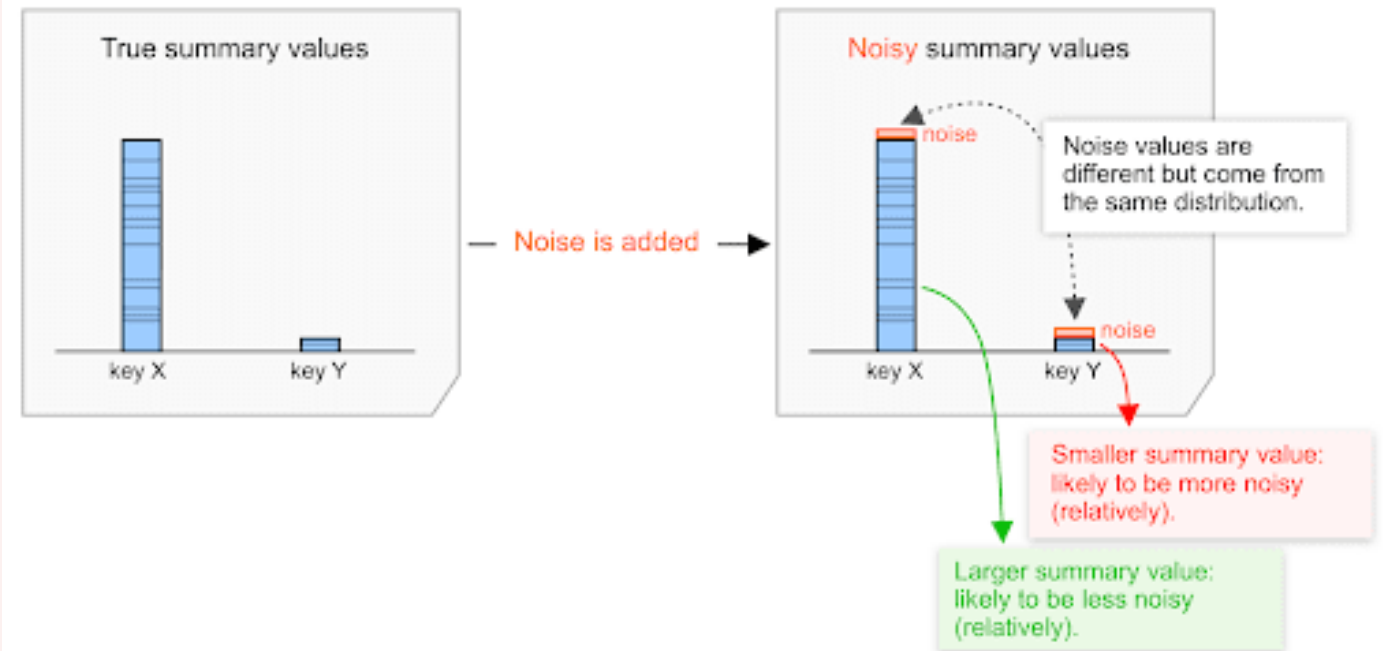 True summary values
key X
key Y
Noise is added
Noisy summary values
noise
Noise values are
different but come from
the same distribution.
noise
key X
key Y
Smaller summary value:
likely to be more noisy
(relatively).
Larger summary value:
likely to be less noisy
(relatively).